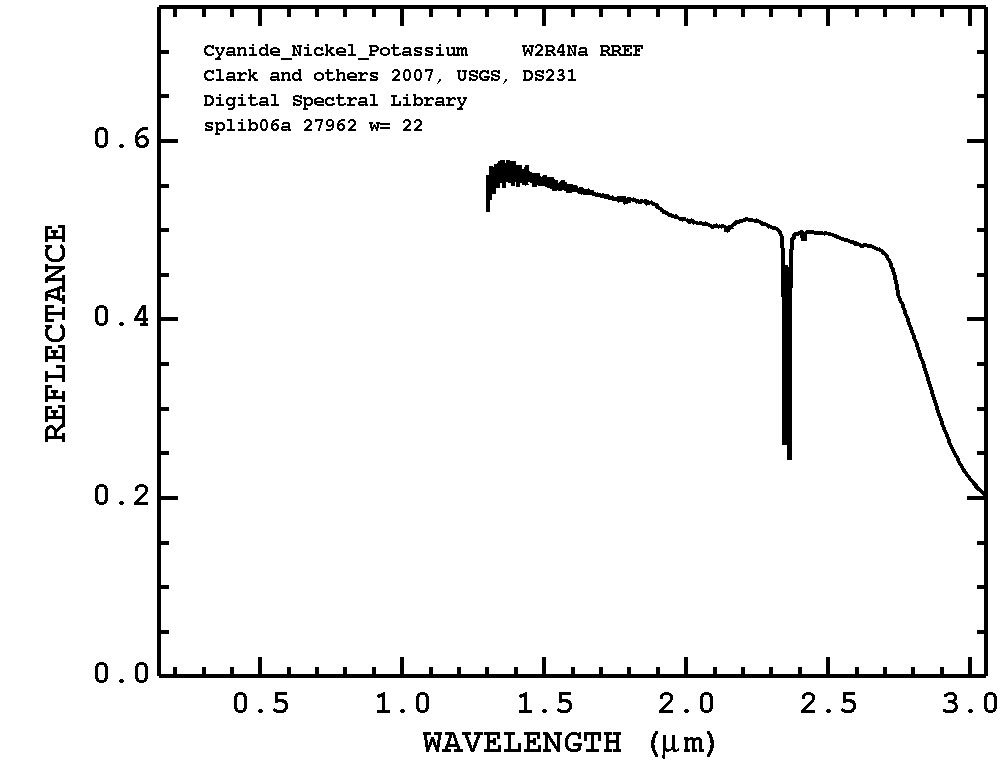 Cyanide_Nickel_Potassium W2R4Na RREF
Clark and others 2007, USGS, DS231
Digital Spectral Library
splib06a 27962 w= 22
REFLECTANCE
0.6
0.4
0.2
0.0
0.5 1.0 1.5 2.0 2.5 3.0
WAVELENGTH (μm)